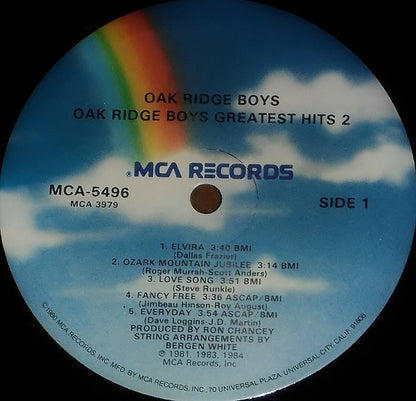 OAK RIDGE BOYS
OAK RIDGE BOYS GREATEST HITS 2
® MCA RECORDS
MCA-5496
MCA 3979
SIDE 1
1. ELVIRA 3:40 BMI
(Dallas Frazier)
2. OZARK MOUNTAIN JUBILEE 3:14 BMI
(Roger Murrah-Scott Anders)
3. LOVE SONG 3:51 BMI
(Steve Runkle)
4. FANCY FREE 3:36 ASCAP/BMI
(Jimbeau Hinson-Roy August)
5. EVERYDAY 3:54 ASCAP/BMI
(Dave Loggins-J.D. Martin)
PRODUCED BY RON CHANCEY
STRING ARRANGEMENTS BY
BERGEN WHITE
℗ 1981, 1983, 1984
MCA Records, Inc
©1980 MCA RECORDS, INC. MFD BY MCA RECORDS, INC., 70 UNIVERSAL PLAZA, UNIVERSAL CITY, CALIF. 91608